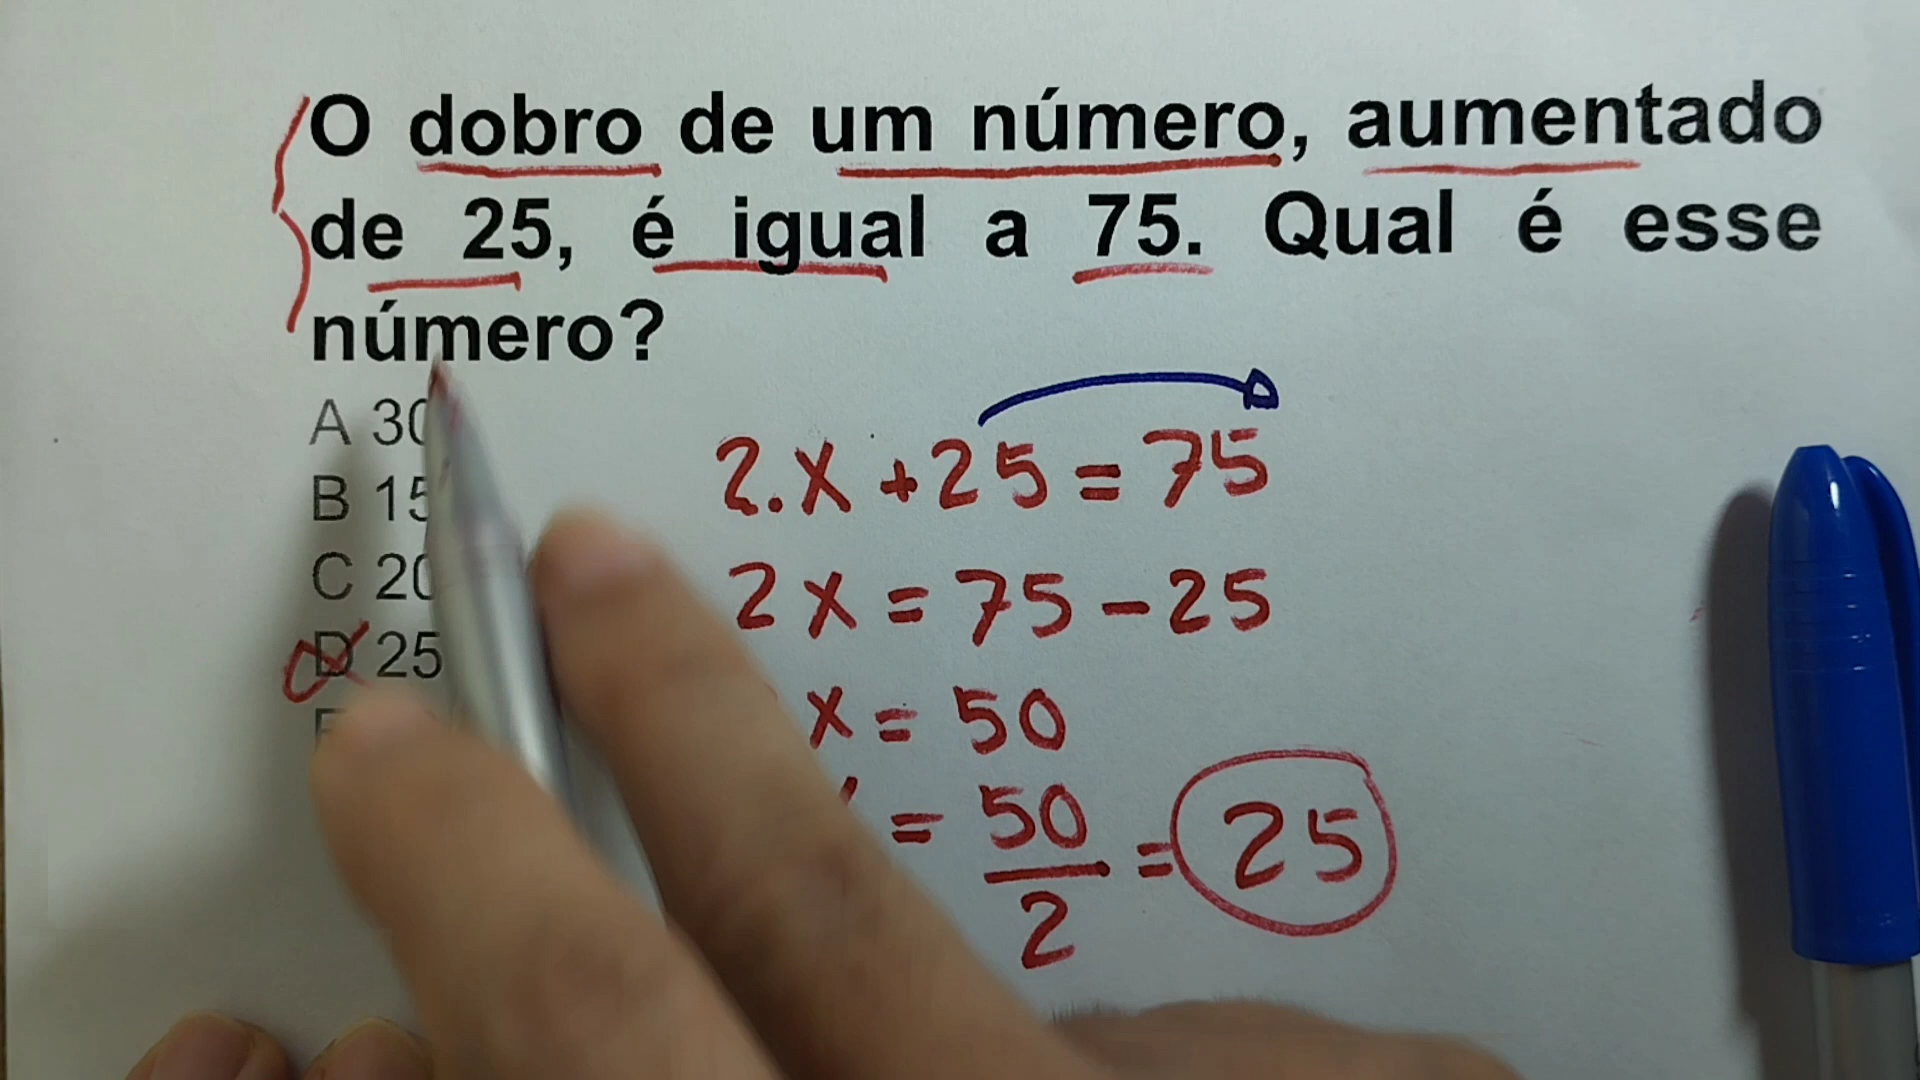 O dobro de um número, aumentado
de 25, é igual a 75. Qual é esse
número?
A 30
B 15
C 20
D 25
2.x + 25 = 75
2x = 75 - 25
x = 50
= 50/2 = 25